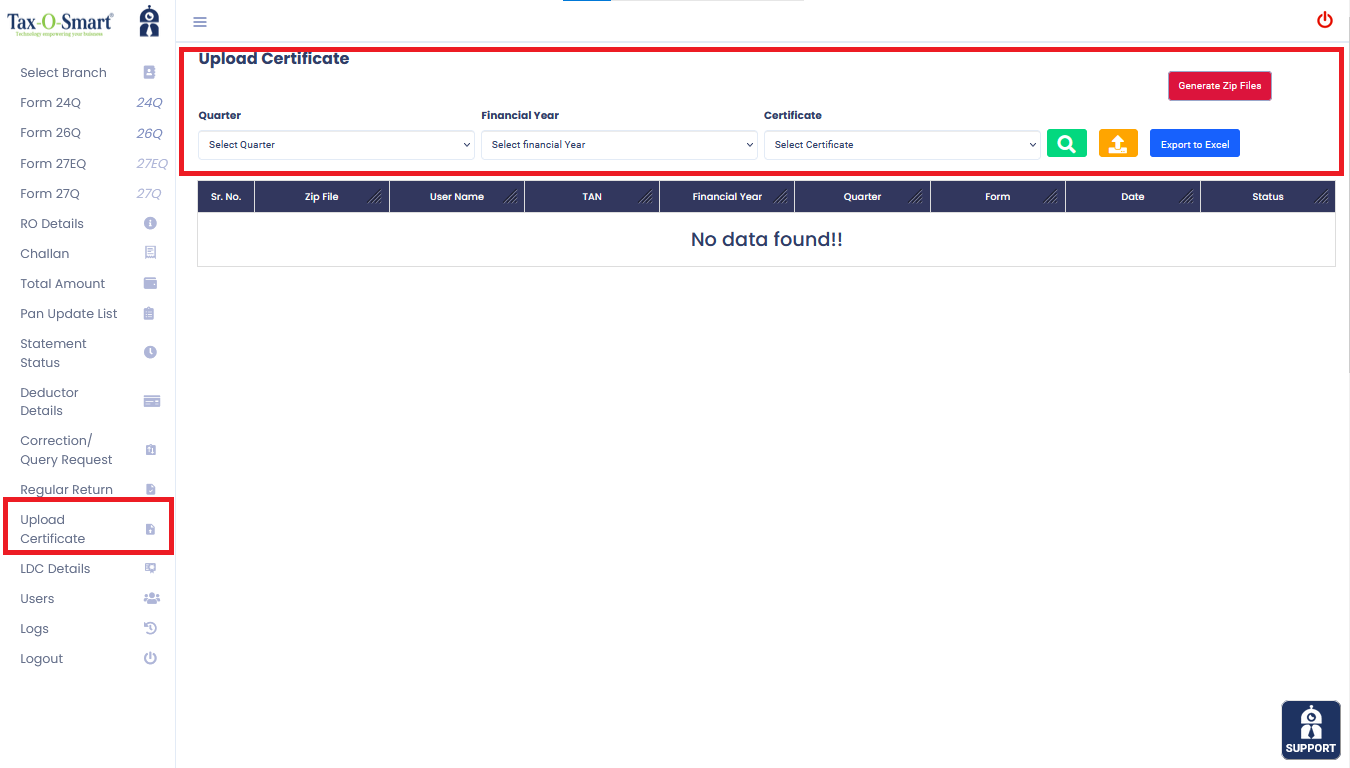 Tax-O-Smart®
Technology empowering your business
Select Branch
Form 24Q 24Q
Form 26Q 26Q
Form 27EQ 27EQ
Form 27Q 27Q
RO Details
Challan
Total Amount
Pan Update List
Statement
Status
Deductor
Details
Correction/
Query Request
Regular Return
Upload
Certificate
LDC Details
Users
Logs
Logout
Upload Certificate
Generate Zip Files
Quarter Financial Year Certificate
Select Quarter Select financial Year Select Certificate Export to Excel
Sr. No. Zip File User Name TAN Financial Year Quarter Form Date Status
No data found!!
SUPPORT